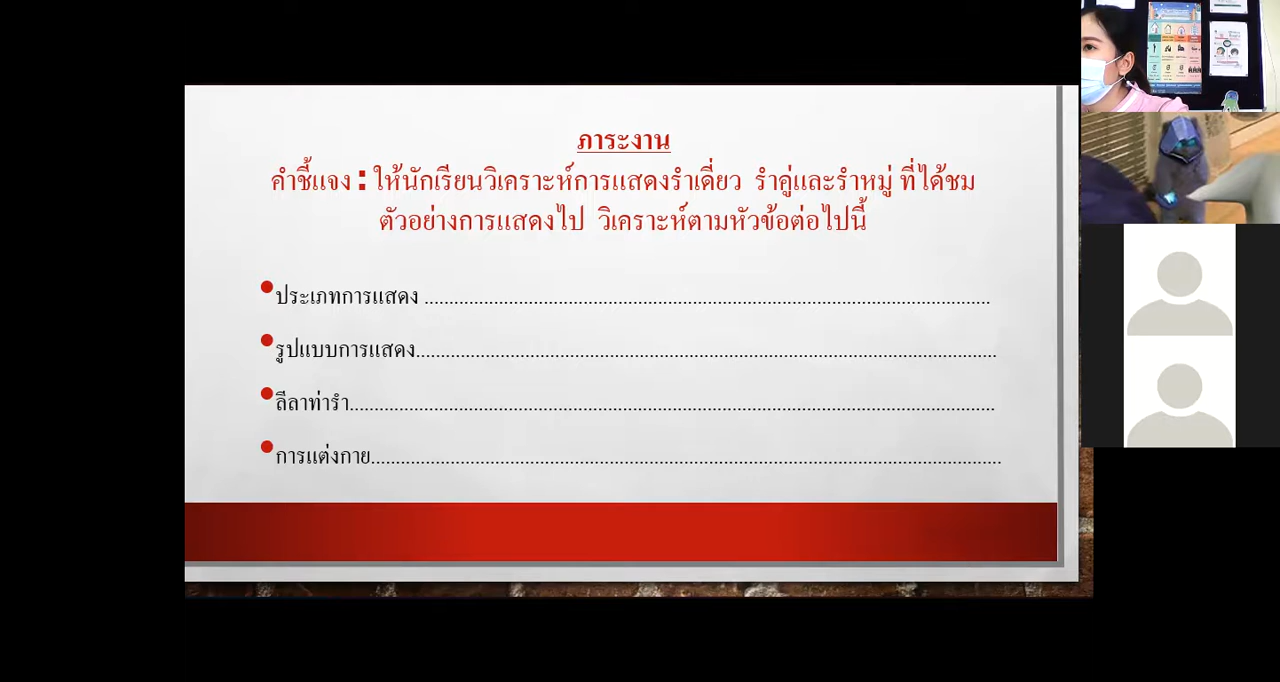 ภาระงาน
คำชี้แจง : ให้นักเรียนวิเคราะห์การแสดงรำเดี่ยว รำคู่และรำหมู่ ที่ได้ชม
ตัวอย่างการแสดงไป วิเคราะห์ตามหัวข้อต่อไปนี้
•ประเภทการแสดง .................................................................................................................
•รูปแบบการแสดง....................................................................................................................
•ลีลาท่ารำ.................................................................................................................................
•การแต่งกาย..............................................................................................................................